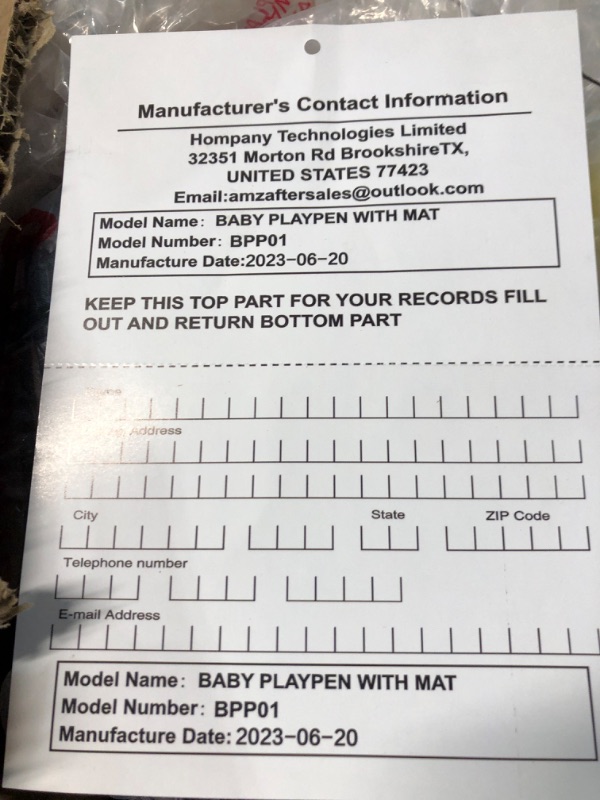 Manufacturer's Contact Information
Hompany Technologies Limited
32351 Morton Rd BrookshireTX,
UNITED STATES 77423
Email:amzaftersales@outlook.com
Model Name: BABY PLAYPEN WITH MAT
Model Number: BPP01
Manufacture Date:2023-06-20
KEEP THIS TOP PART FOR YOUR RECORDS FILL
OUT AND RETURN BOTTOM PART
Address
City State ZIP Code
Telephone number
E-mail Address
Model Name: BABY PLAYPEN WITH MAT
Model Number: BPP01
Manufacture Date: 2023-06-20